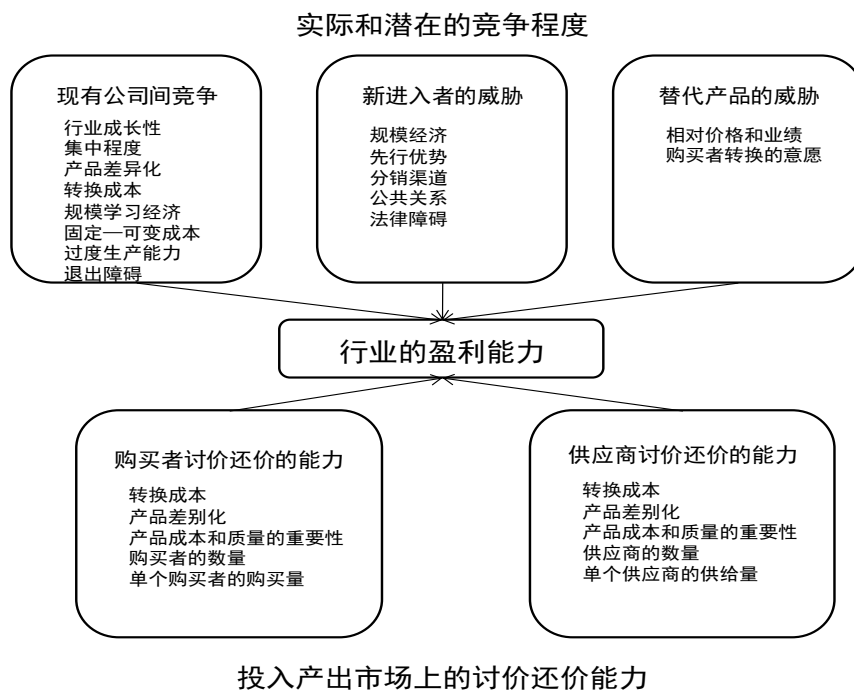 实际和潜在的竞争程度
现有公司间竞争
行业成长性
集中程度
产品差异化
转换成本
规模学习经济
固定—可变成本
过度生产能力
退出障碍
新进入者的威胁
规模经济
先行优势
分销渠道
公共关系
法律障碍
替代产品的威胁
相对价格和业绩
购买者转换的意愿
行业的盈利能力
购买者讨价还价的能力
转换成本
产品差别化
产品成本和质量的重要性
购买者的数量
单个购买者的购买量
供应商讨价还价的能力
转换成本
产品差别化
产品成本和质量的重要性
供应商的数量
单个供应商的供给量
投入产出市场上的讨价还价能力